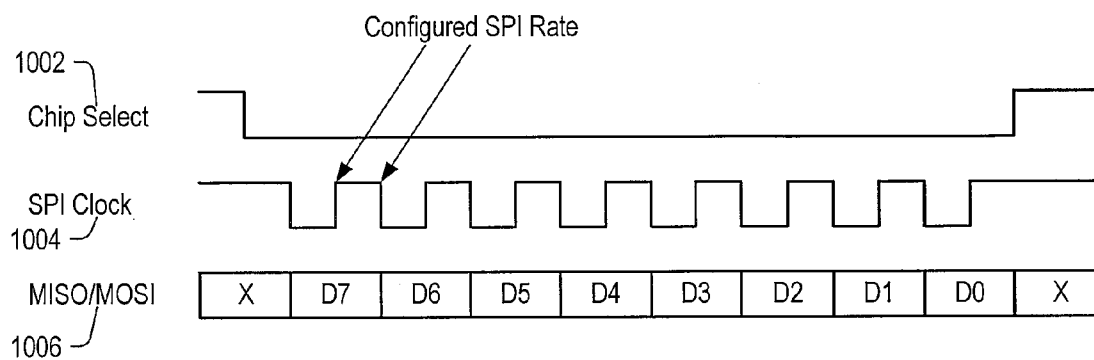 Configured SPI Rate
1002
Chip Select
SPI Clock
1004
MISO/MOSI X D7 D6 D5 D4 D3 D2 D1 D0 X
1006